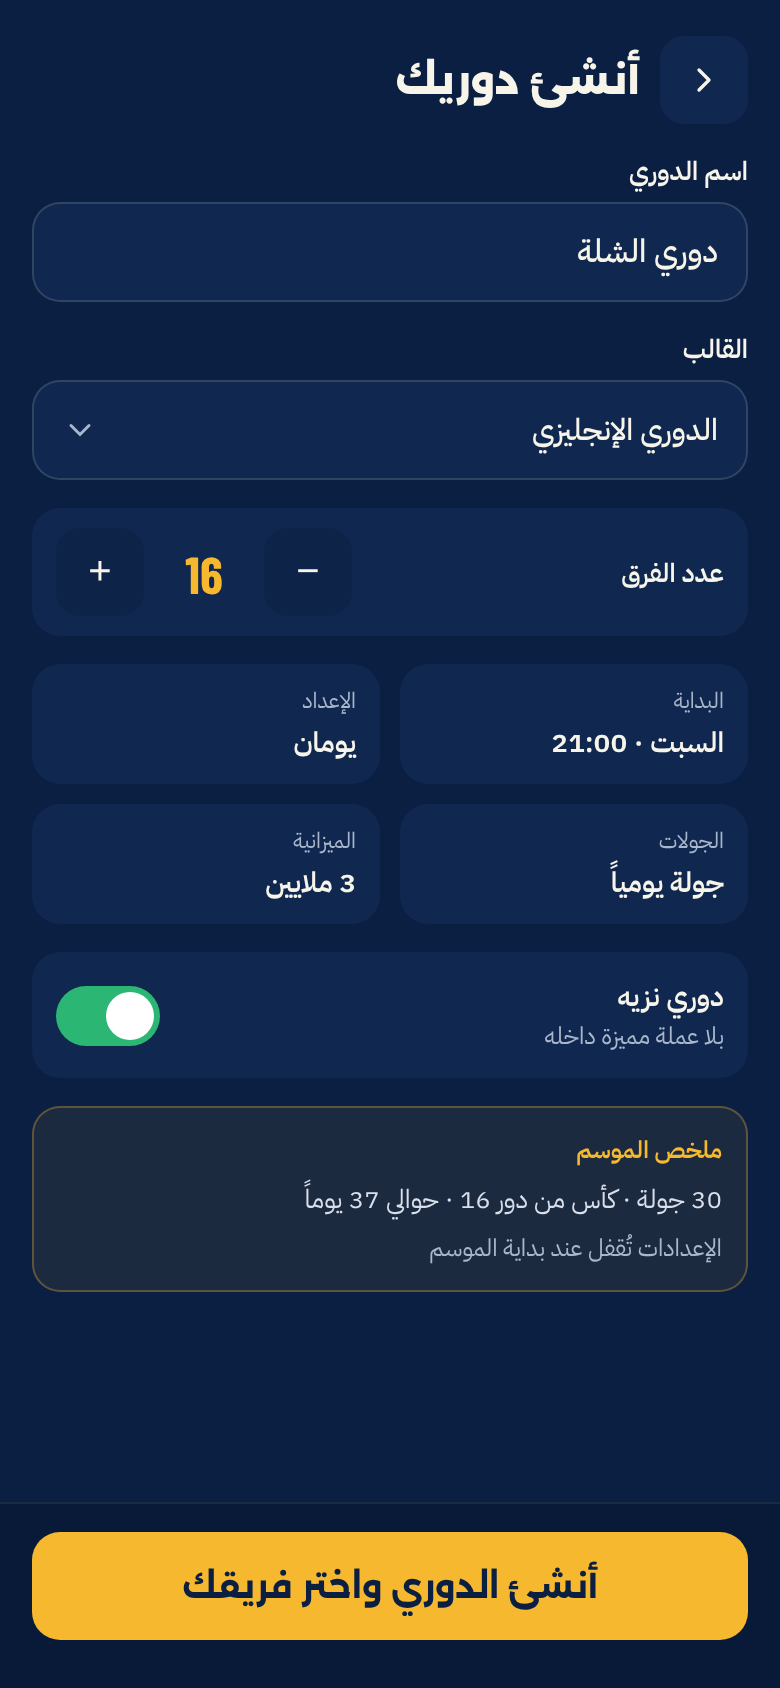 أنشئ دوريك
اسم الدوري
دوري الشلة
القالب
الدوري الإنجليزي
عدد الفرق
− 16 +
البداية
السبت · 21:00
الإعداد
يومان
الجولات
جولة يومياً
الميزانية
3 ملايين
دوري نزيه
بلا عملة مميزة داخله
ملخص الموسم
30 جولة · كأس من دور 16 · حوالي 37 يوماً
الإعدادات تُقفل عند بداية الموسم
أنشئ الدوري واختر فريقك